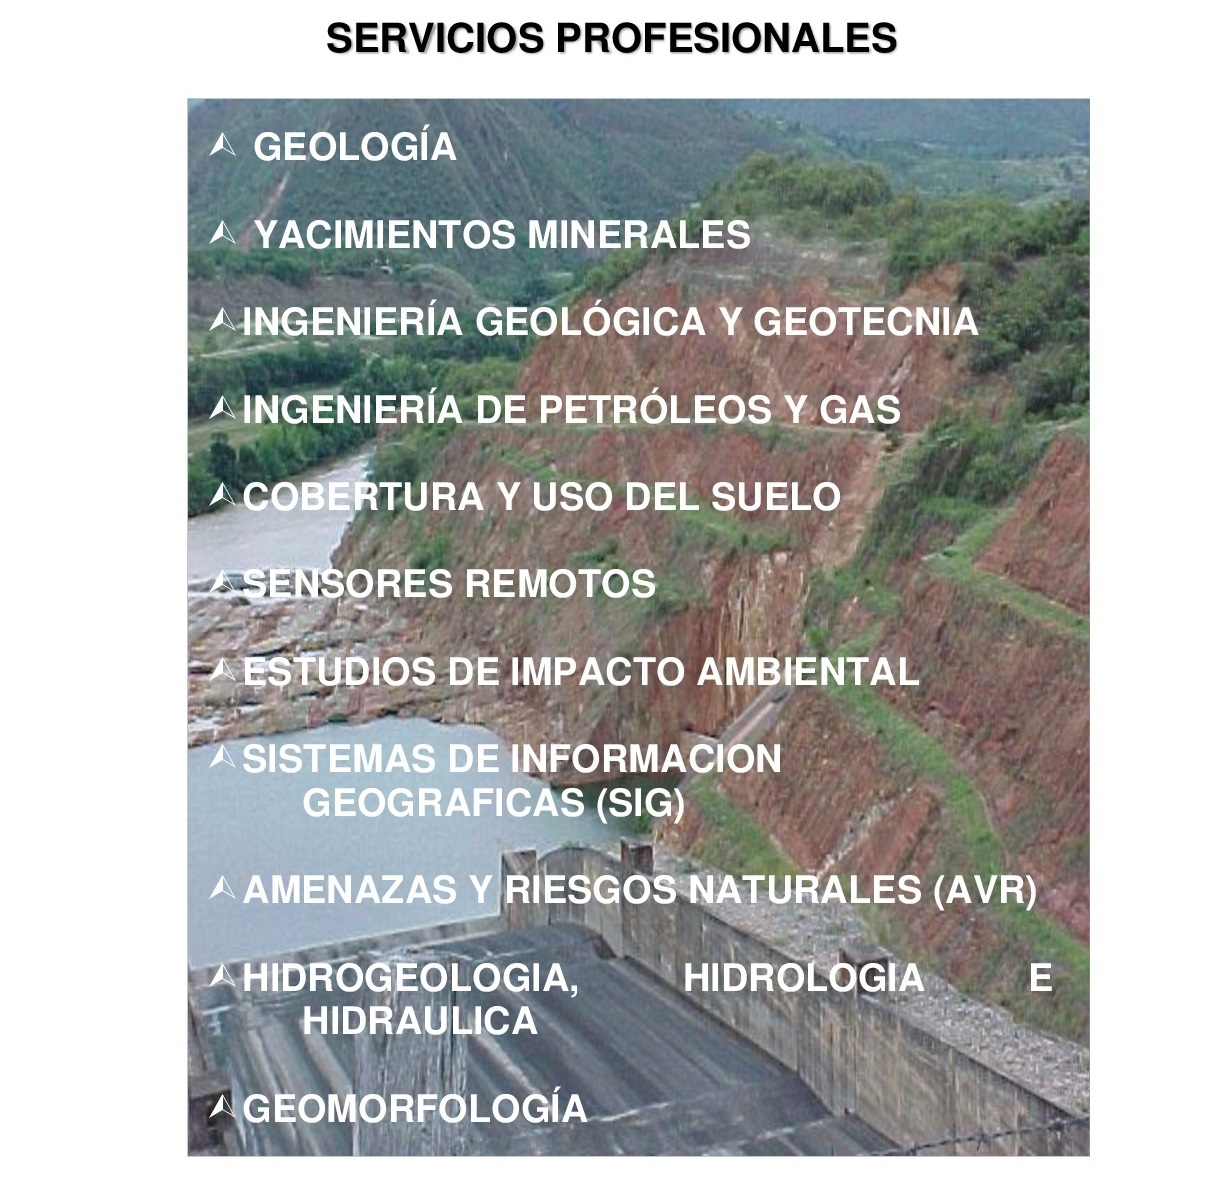 SERVICIOS PROFESIONALES
⮝ GEOLOGÍA
⮝ YACIMIENTOS MINERALES
⮝ INGENIERÍA GEOLÓGICA Y GEOTECNIA
⮝ INGENIERÍA DE PETRÓLEOS Y GAS
⮝ COBERTURA Y USO DEL SUELO
⮝ SENSORES REMOTOS
⮝ ESTUDIOS DE IMPACTO AMBIENTAL
⮝ SISTEMAS DE INFORMACION
GEOGRAFICAS (SIG)
⮝ AMENAZAS Y RIESGOS NATURALES (AVR)
⮝ HIDROGEOLOGIA, HIDROLOGIA E
HIDRAULICA
⮝ GEOMORFOLOGÍA